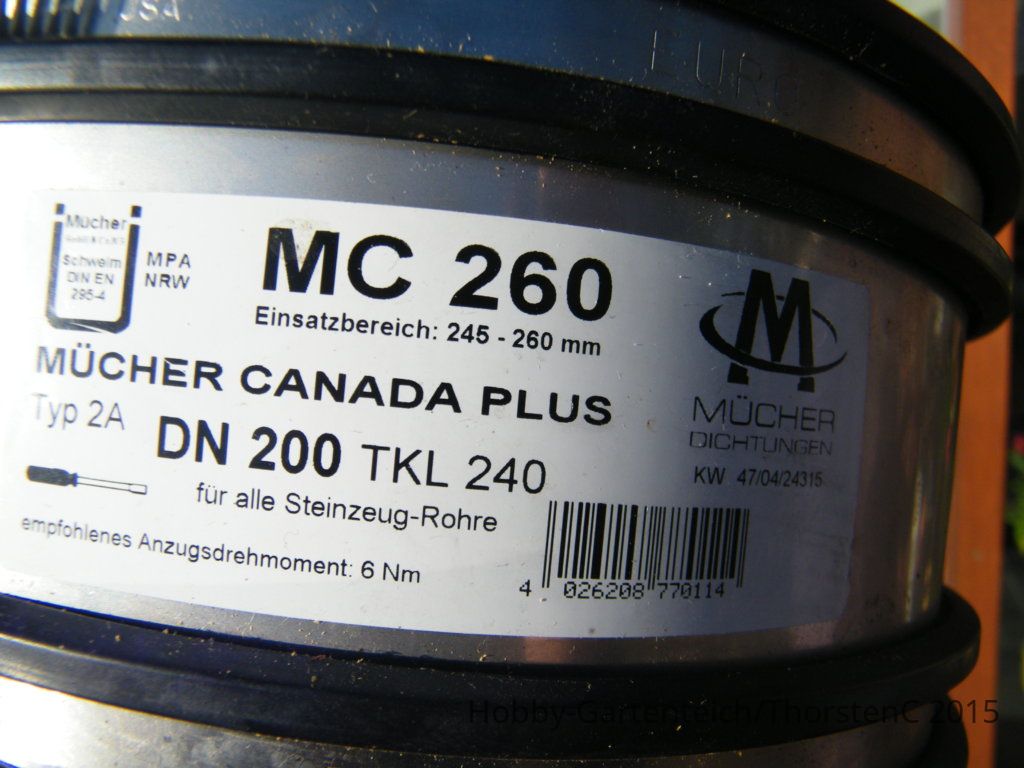 USA
EURO
Mücher
Schwelm
DIN EN
295-4
MPA
NRW
MC 260
Einsatzbereich: 245 - 260 mm
MÜCHER CANADA PLUS
Typ 2A
DN 200 TKL 240
für alle Steinzeug-Rohre
empfohlenes Anzugsdrehmoment: 6 Nm
M
MÜCHER
DICHTUNGEN
KW 47/04/24315
4 026208 770114
Hobby-Gartenteich/ThorstenC 2015